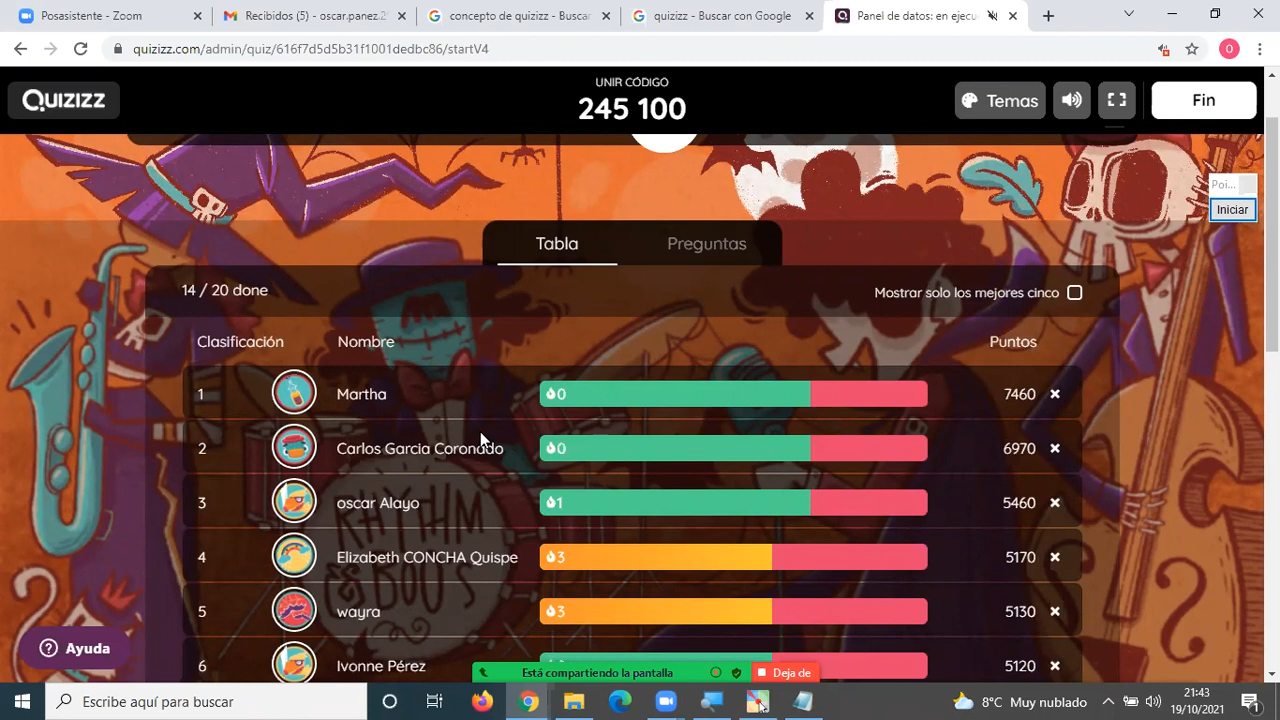 Posasistente - Zoom
Recibidos (5) - oscar.panez.2
concepto de quizizz - Buscar
quizizz - Buscar con Google
Panel de datos: en ejecu
quizizz.com/admin/quiz/616f7d5d5b31f1001dedbc86/startV4
O
QUIZIZZ
UNIR CÓDIGO
245 100
Temas
Fin
Poi...
Iniciar
Tabla
Preguntas
14 / 20 done
Mostrar solo los mejores cinco
Clasificación
Nombre
Puntos
1 Martha 0 7460
2 Carlos Garcia Coronado 0 6970
3 oscar Alayo 1 5460
4 Elizabeth CONCHA Quispe 3 5170
5 wayra 3 5130
6 Ivonne Pérez 5120
RHYTHM
Ayuda
Está compartiendo la pantalla
Deja de
Escribe aquí para buscar
8°C Muy nublado
21:43
19/10/2021
1